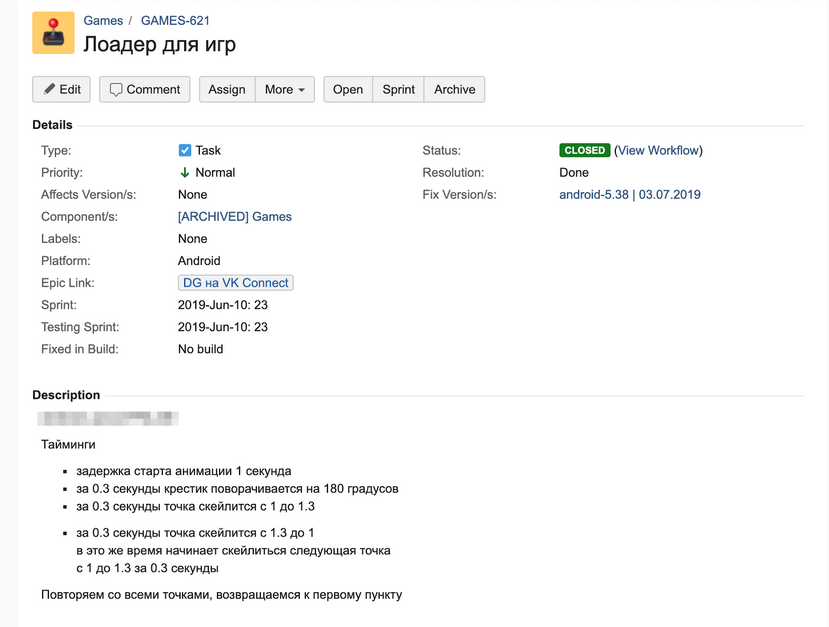 Games / GAMES-621
Лоадер для игр
Edit Comment Assign More Open Sprint Archive
Details
Type: Task
Status: CLOSED (View Workflow)
Priority: Normal
Resolution: Done
Affects Version/s: None
Fix Version/s: android-5.38 | 03.07.2019
Component/s: [ARCHIVED] Games
Labels: None
Platform: Android
Epic Link: DG на VK Connect
Sprint: 2019-Jun-10: 23
Testing Sprint: 2019-Jun-10: 23
Fixed in Build: No build
Description
Тайминги
задержка старта анимации 1 секунда
за 0.3 секунды крестик поворачивается на 180 градусов
за 0.3 секунды точка скейлится с 1 до 1.3
за 0.3 секунды точка скейлится с 1.3 до 1
в это же время начинает скейлиться следующая точка
с 1 до 1.3 за 0.3 секунды
Повторяем со всеми точками, возвращаемся к первому пункту